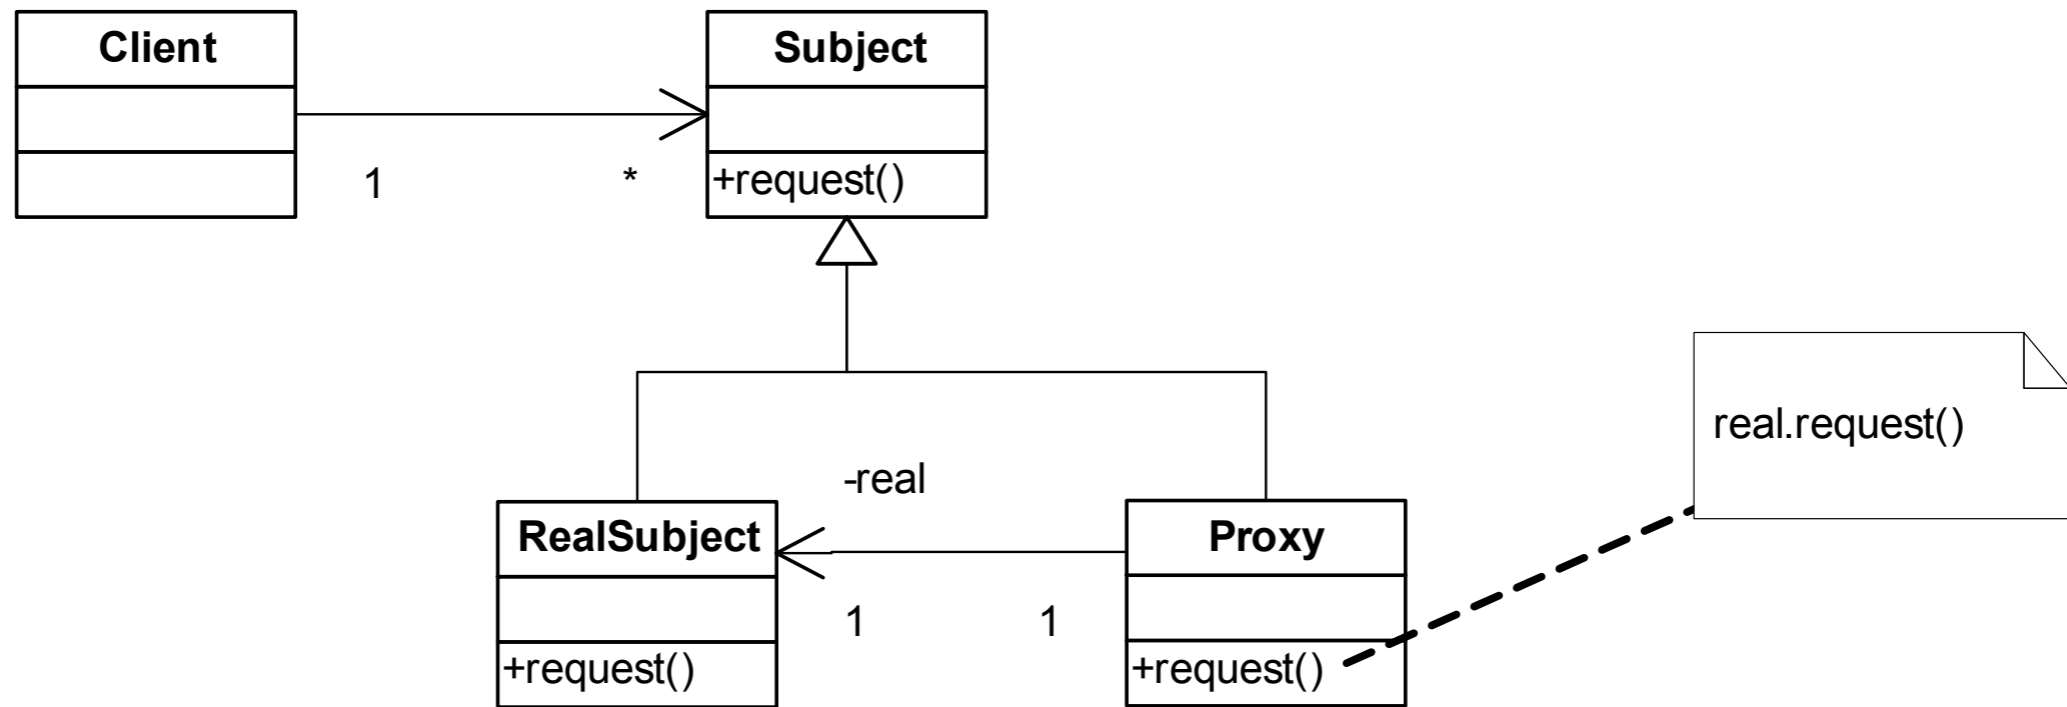 Client
Subject
1
*
+request()
real.request()
-real
RealSubject
Proxy
1
1
+request()
+request()